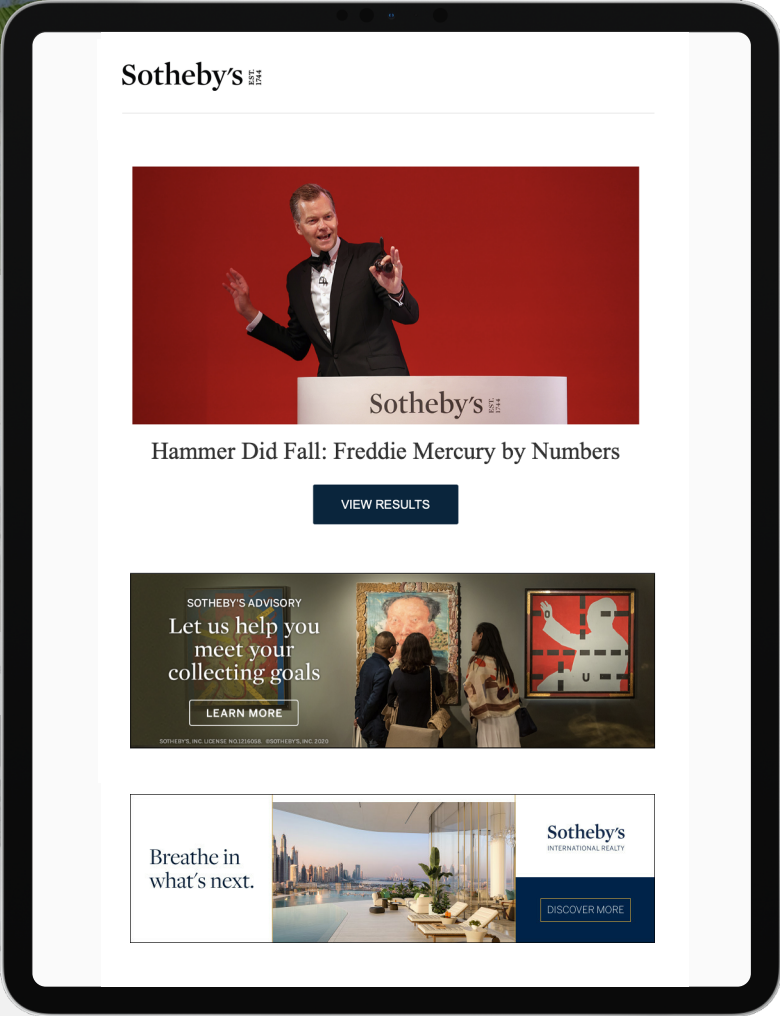 Sotheby's EST. 1744
Sotheby's EST. 1744
Hammer Did Fall: Freddie Mercury by Numbers
VIEW RESULTS
SOTHEBY'S ADVISORY
Let us help you
meet your
collecting goals
LEARN MORE
SOTHEBY'S, INC. LICENSE NO.1216058. ©SOTHEBY'S, INC. 2020
O
U
Breathe in
what's next.
Sotheby's
INTERNATIONAL REALTY
DISCOVER MORE